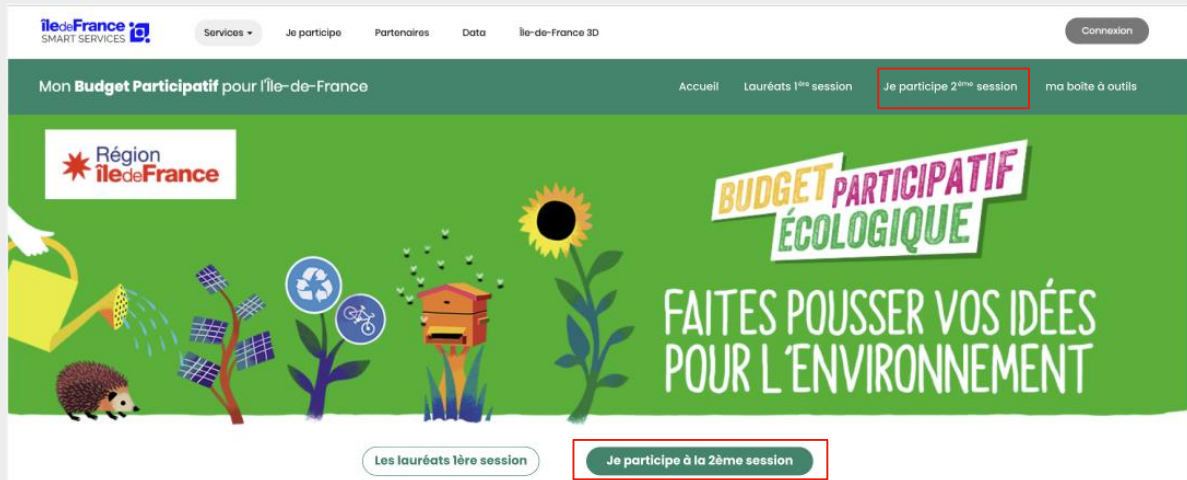 îledeFrance
SMART SERVICES
Services
Je participe
Partenaires
Data
Île-de-France 3D
Connexion
Mon Budget Participatif pour l'Île-de-France
Accueil
Lauréats 1ère session
Je participe 2ème session
ma boîte à outils
Région
îledeFrance
BUDGET PARTICIPATIF
ÉCOLOGIQUE
FAITES POUSSER VOS IDÉES
POUR L'ENVIRONNEMENT
Les lauréats 1ère session
Je participe à la 2ème session